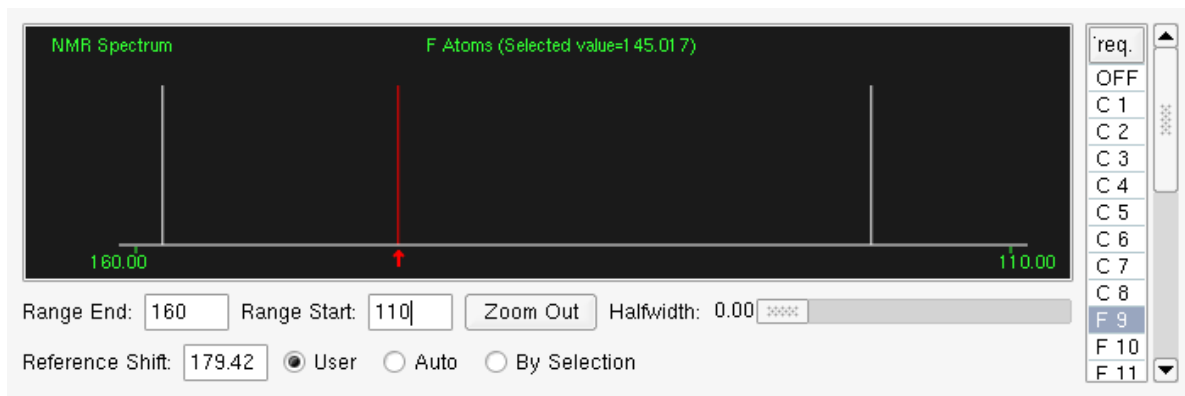 NMR Spectrum
F Atoms (Selected value=145.017)
160.00
110.00
Range End: 160 Range Start: 110 Zoom Out Halfwidth: 0.00
Reference Shift: 179.42 User Auto By Selection
req.
OFF
C 1
C 2
C 3
C 4
C 5
C 6
C 7
C 8
F 9
F 10
F 11